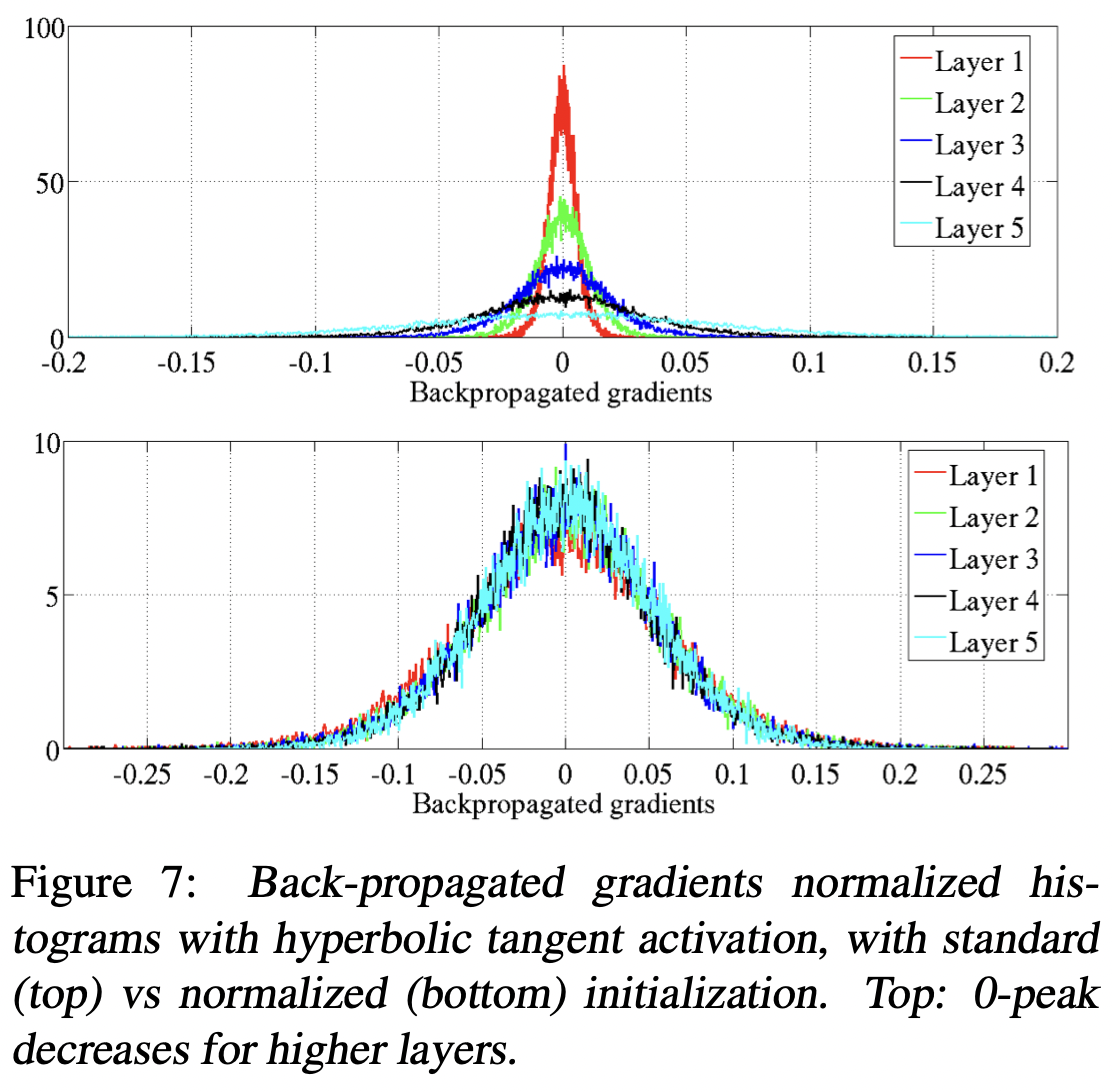 100
50
0
Layer 1
Layer 2
Layer 3
Layer 4
Layer 5
-0.2 -0.15 -0.1 -0.05 0 0.05 0.1 0.15 0.2
Backpropagated gradients
10
5
0
Layer 1
Layer 2
Layer 3
Layer 4
Layer 5
-0.25 -0.2 -0.15 -0.1 -0.05 0 0.05 0.1 0.15 0.2 0.25
Backpropagated gradients
Figure 7: Back-propagated gradients normalized his-
tograms with hyperbolic tangent activation, with standard
(top) vs normalized (bottom) initialization. Top: 0-peak
decreases for higher layers.